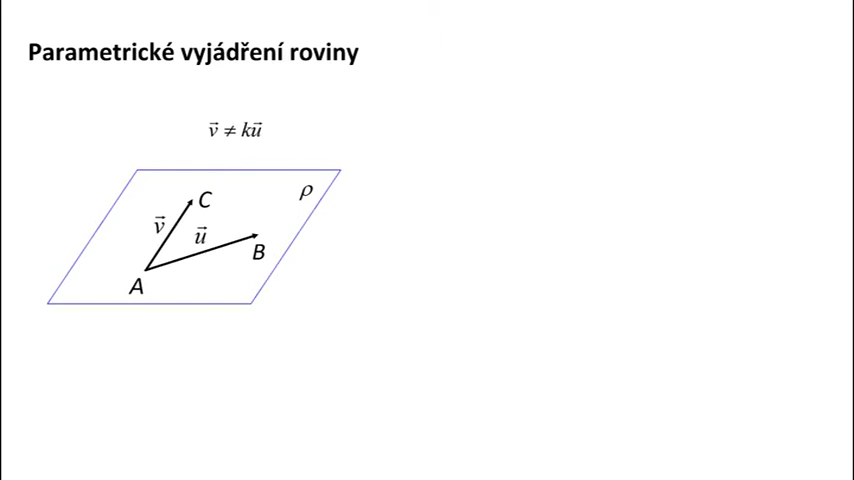 Parametrické vyjádření roviny
v⃗ ≠ ku⃗
C
ρ
v⃗
u⃗
B
A